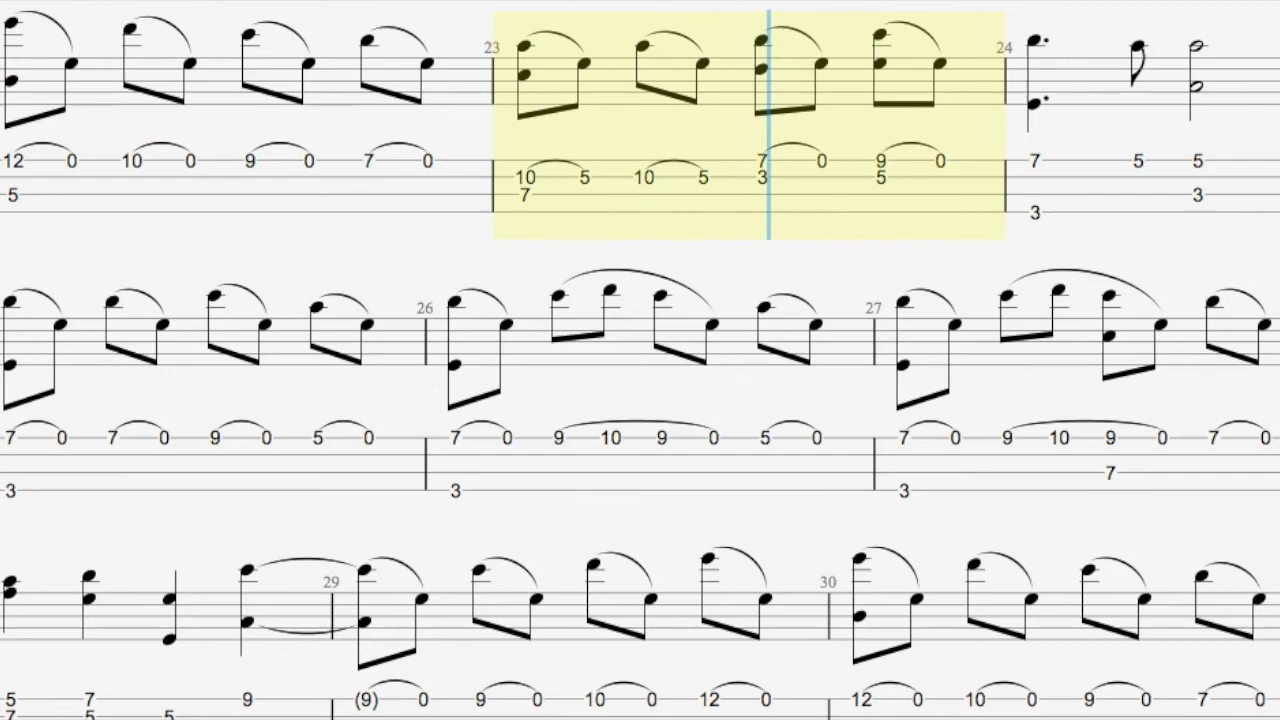 23 24
12 0 10 0 9 0 7 0 7 0 9 0 7 5 5
10 5 10 5 3 5
5 7 3
3
26 27
7 0 7 0 9 0 5 0 7 0 9 10 9 0 5 0 7 0 9 10 9 0 7 0
7
3 3 3
29 30
5 7 9 (9) 0 9 0 10 0 12 0 12 0 10 0 9 0 7 0
7 5 5